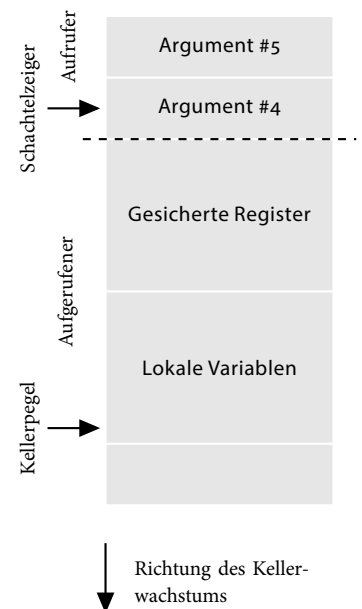 Aufrufer
Argument #5
Schachtelzeiger
Argument #4
Gesicherte Register
Aufgerufener
Lokale Variablen
Kellerpegel
Richtung des Keller-
wachstums